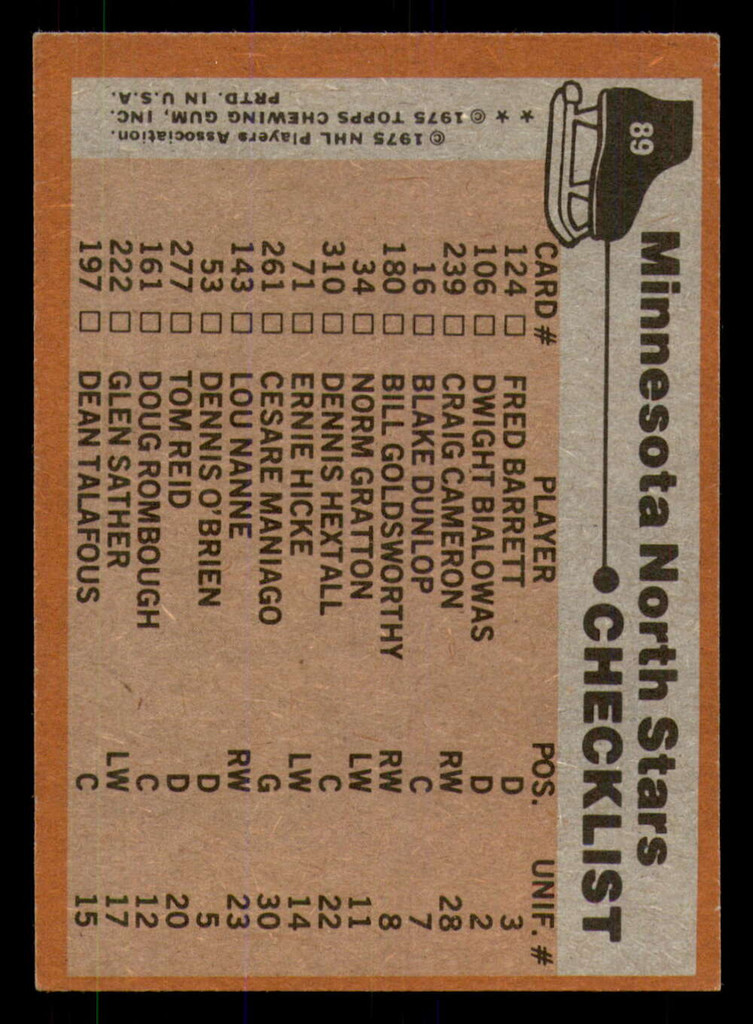 89
Minnesota North Stars
CHECKLIST
CARD # PLAYER POS. UNIF. #
124 □ FRED BARRETT D 3
106 □ DWIGHT BIALOWAS D 2
239 □ CRAIG CAMERON RW 28
16 □ BLAKE DUNLOP C 7
180 □ BILL GOLDSWORTHY RW 8
34 □ NORM GRATTON LW 11
310 □ DENNIS HEXTALL C 22
71 □ ERNIE HICKE LW 14
261 □ CESARE MANIAGO G 30
143 □ LOU NANNE RW 23
53 □ DENNIS O'BRIEN D 5
277 □ TOM REID D 20
161 □ DOUG ROMBOUGH C 12
222 □ GLEN SATHER LW 17
197 □ DEAN TALAFOUS C 15
© 1975 NHL Players Association.
★ ★ © 1975 TOPPS CHEWING GUM, INC.
PRTD. IN U.S.A.